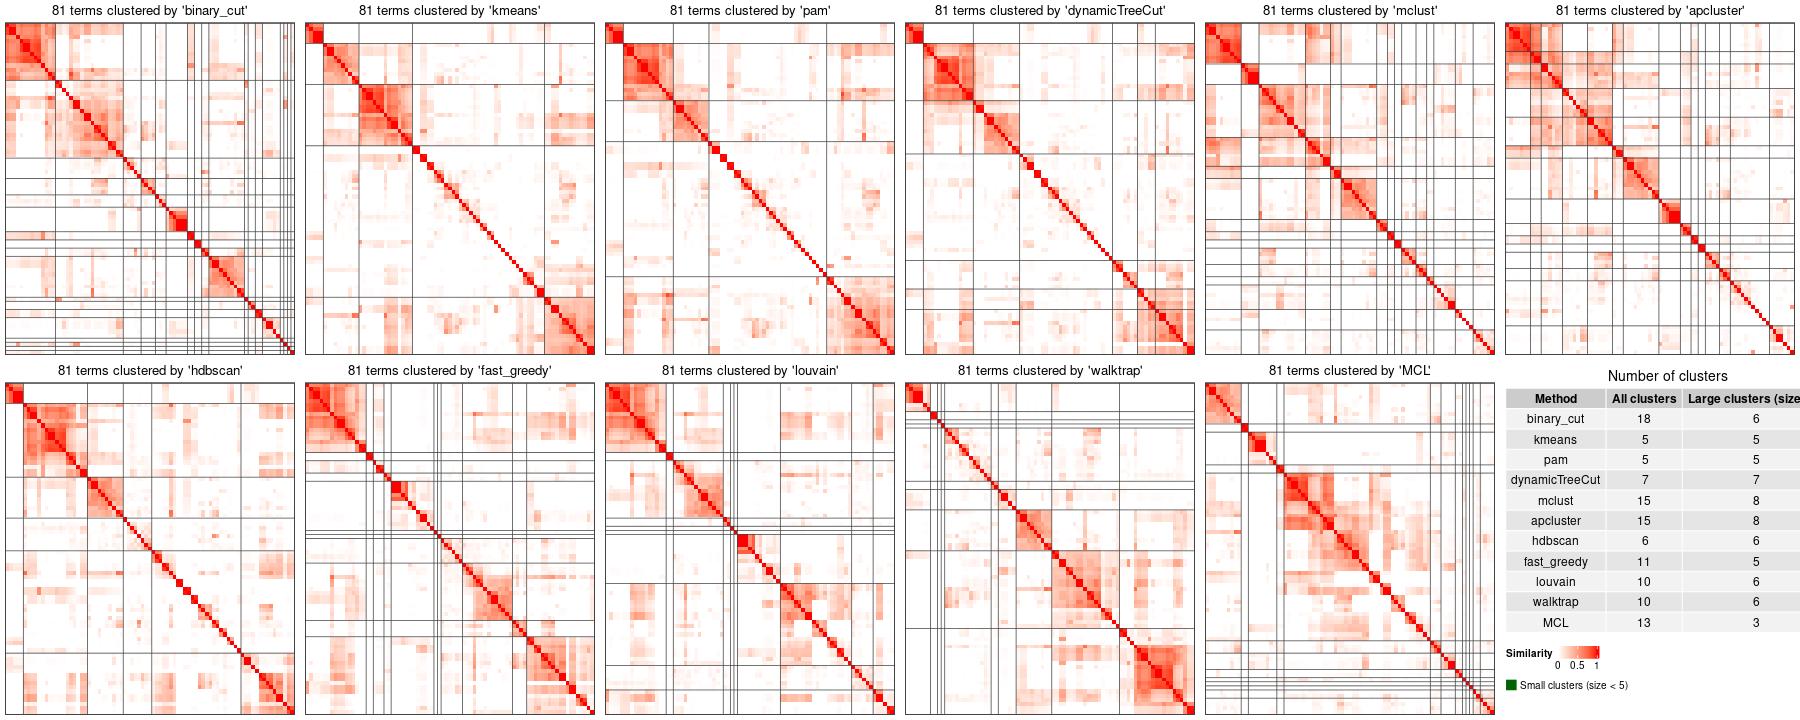 81 terms clustered by 'binary_cut'
81 terms clustered by 'kmeans'
81 terms clustered by 'pam'
81 terms clustered by 'dynamicTreeCut'
81 terms clustered by 'mclust'
81 terms clustered by 'apcluster'
81 terms clustered by 'hdbscan'
81 terms clustered by 'fast_greedy'
81 terms clustered by 'louvain'
81 terms clustered by 'walktrap'
81 terms clustered by 'MCL'
Number of clusters
Method All clusters Large clusters (size
binary_cut 18 6
kmeans 5 5
pam 5 5
dynamicTreeCut 7 7
mclust 15 8
apcluster 15 8
hdbscan 6 6
fast_greedy 11 5
louvain 10 6
walktrap 10 6
MCL 13 3
Similarity
0 0.5 1
Small clusters (size < 5)